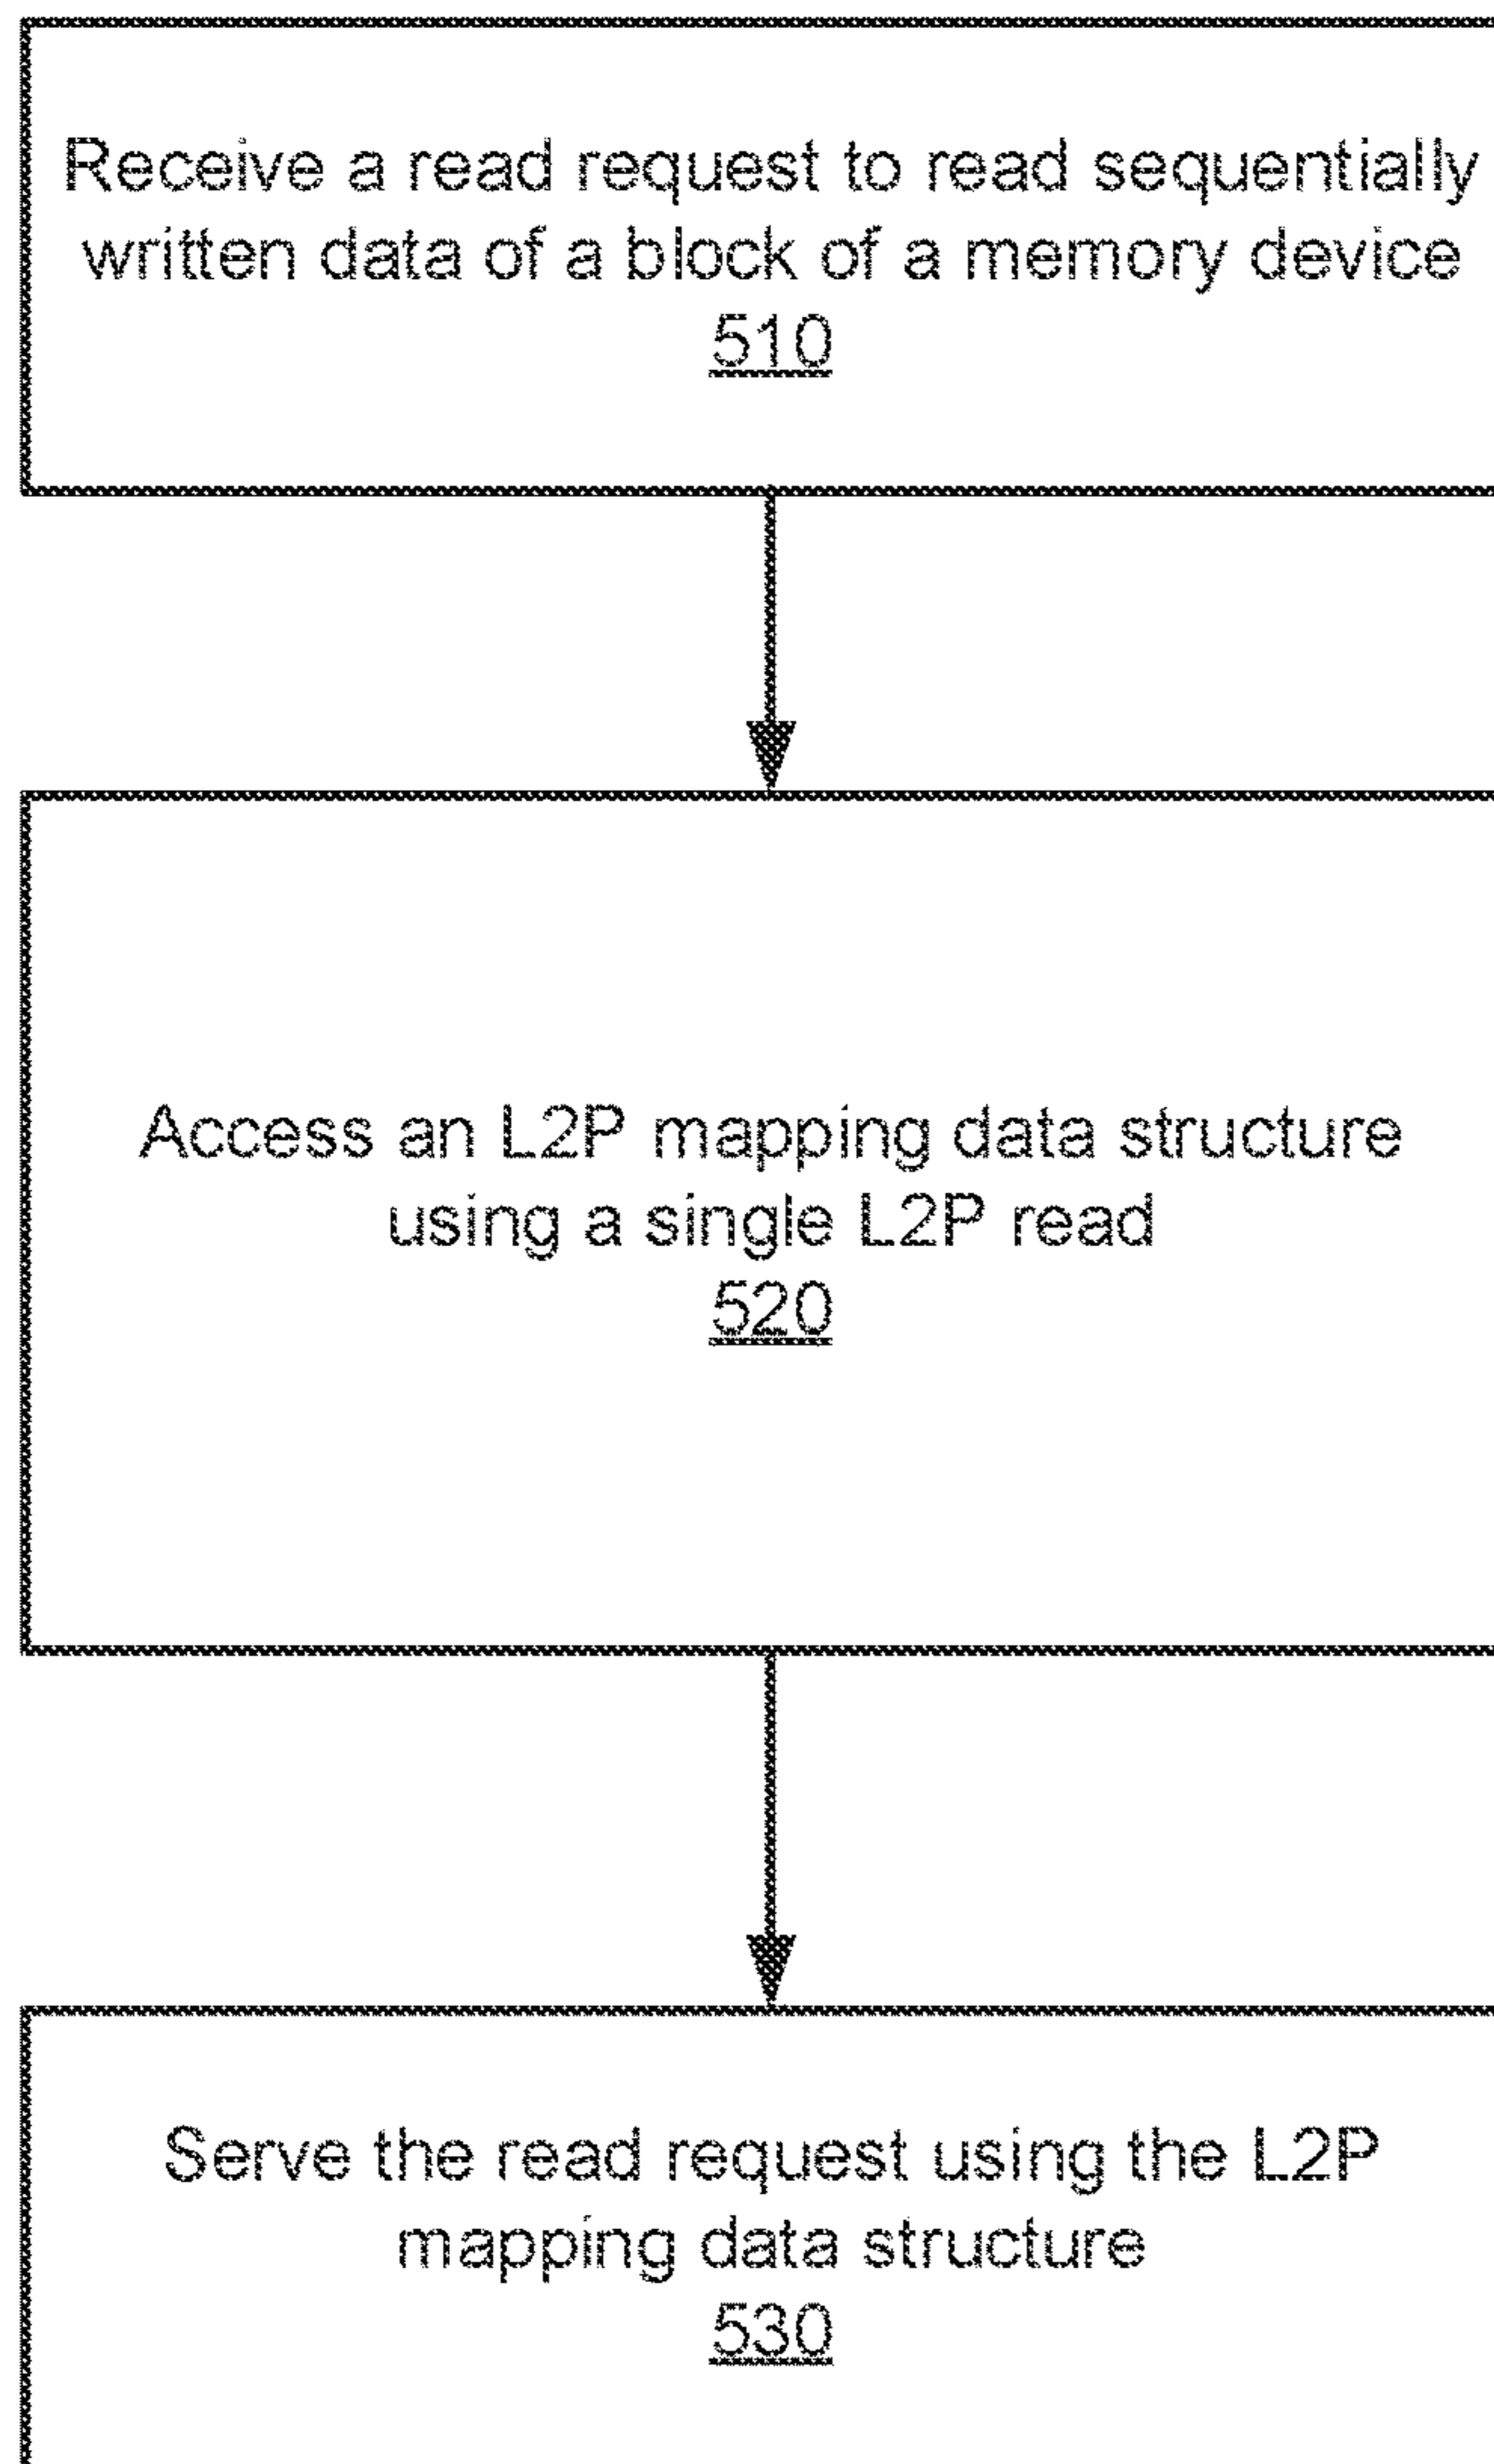 Receive a read request to read sequentially
written data of a block of a memory device
510
Access an L2P mapping data structure
using a single L2P read
520
Serve the read request using the L2P
mapping data structure
530